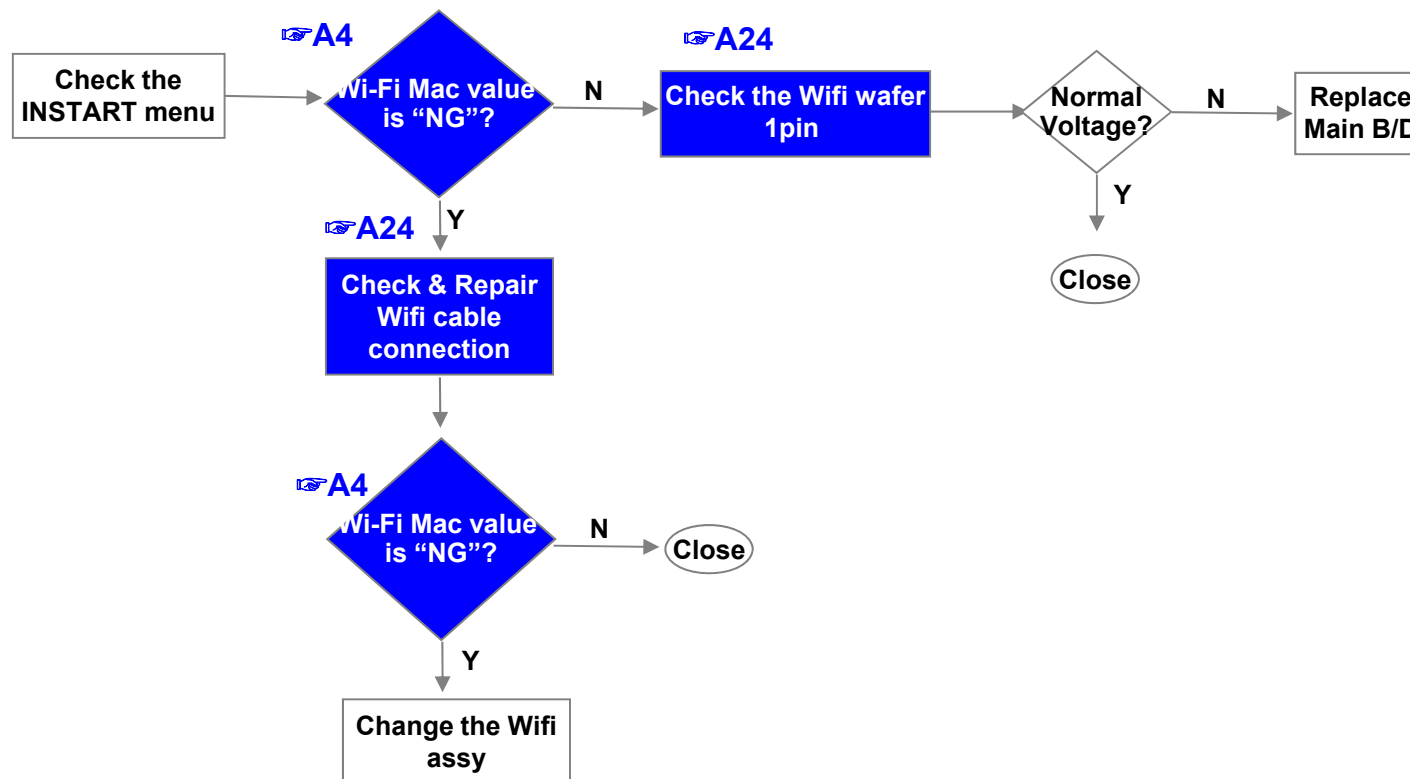 ☞A4
☞A24
Check the
INSTART menu
Wi-Fi Mac value
is “NG”?
N
Check the Wifi wafer
1pin
Normal
Voltage?
N
Replace
Main B/D
Y
☞A24
Y
Check & Repair
Wifi cable
connection
Close
☞A4
Wi-Fi Mac value
is “NG”?
N
Close
Y
Change the Wifi
assy